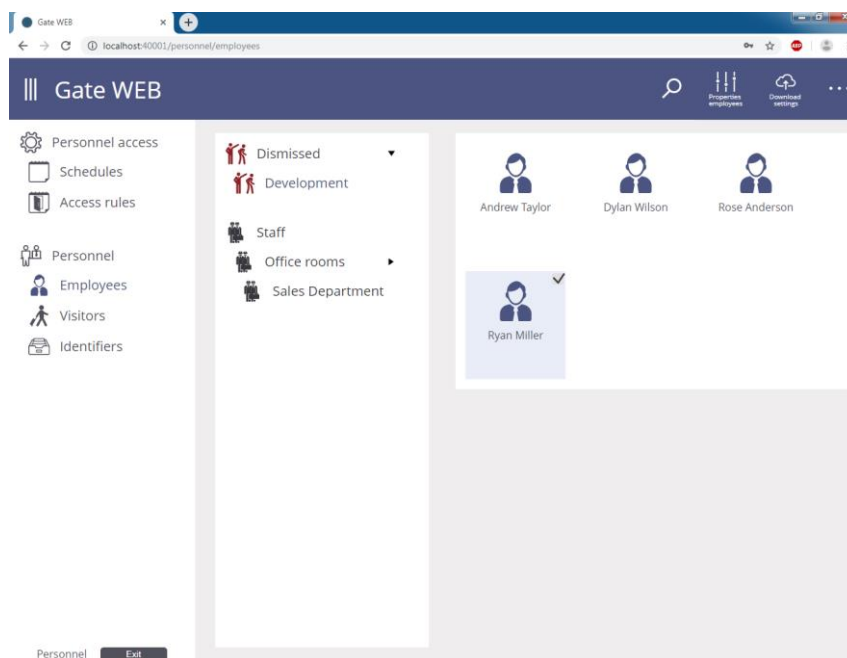 Gate WEB
localhost:40001/personnel/employees
ABP
Gate WEB
Properties
employees
Download
settings
Personnel access
Schedules
Access rules
Personnel
Employees
Visitors
Identifiers
Dismissed
Development
Staff
Office rooms
Sales Department
Andrew Taylor
Dylan Wilson
Rose Anderson
Ryan Miller
Personnel
Exit